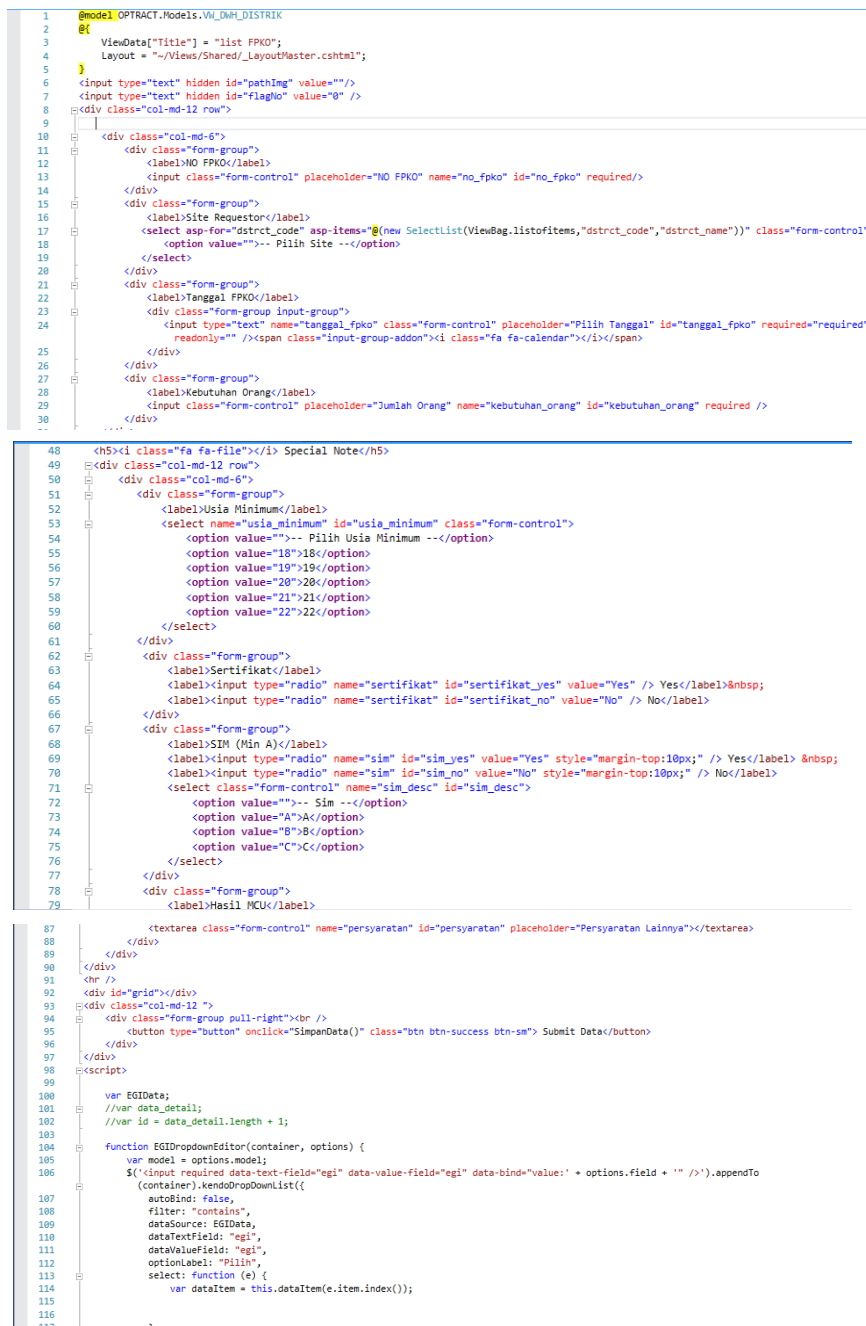 1 @model OPTRACT.Models.VW_DWH_DISTRIK
2 @{
3 ViewData["Title"] = "list FPKO";
4 Layout = "~/Views/Shared/_LayoutMaster.cshtml";
5 }
6 <input type="text" hidden id="pathImg" value=""/>
7 <input type="text" hidden id="flagNo" value="0" />
8 <div class="col-md-12 row">
9
10 <div class="col-md-6">
11 <div class="form-group">
12 <label>NO FPKO</label>
13 <input class="form-control" placeholder="NO FPKO" name="no_fpko" id="no_fpko" required/>
14 </div>
15 <div class="form-group">
16 <label>Site Requestor</label>
17 <select asp-for="dstrct_code" asp-items="@(new SelectList(ViewBag.listofitems,"dstrct_code","dstrct_name"))" class="form-control"
18 <option value="">-- Pilih Site --</option>
19 </select>
20 </div>
21 <div class="form-group">
22 <label>Tanggal FPKO</label>
23 <div class="form-group input-group">
24 <input type="text" name="tanggal_fpko" class="form-control" placeholder="Pilih Tanggal" id="tanggal_fpko" required="required"
readonly="" /><span class="input-group-addon"><i class="fa fa-calendar"></i></span>
25 </div>
26 </div>
27 <div class="form-group">
28 <label>Kebutuhan Orang</label>
29 <input class="form-control" placeholder="Jumlah Orang" name="kebutuhan_orang" id="kebutuhan_orang" required />
30 </div>
48 <h5><i class="fa fa-file"></i> Special Note</h5>
49 <div class="col-md-12 row">
50 <div class="col-md-6">
51 <div class="form-group">
52 <label>Usia Minimum</label>
53 <select name="usia_minimum" id="usia_minimum" class="form-control">
54 <option value="">-- Pilih Usia Minimum --</option>
55 <option value="18">18</option>
56 <option value="19">19</option>
57 <option value="20">20</option>
58 <option value="21">21</option>
59 <option value="22">22</option>
60 </select>
61 </div>
62 <div class="form-group">
63 <label>Sertifikat</label>
64 <label><input type="radio" name="sertifikat" id="sertifikat_yes" value="Yes" /> Yes</label>&nbsp;
65 <label><input type="radio" name="sertifikat" id="sertifikat_no" value="No" /> No</label>
66 </div>
67 <div class="form-group">
68 <label>SIM (Min A)</label>
69 <label><input type="radio" name="sim" id="sim_yes" value="Yes" style="margin-top:10px;" /> Yes</label> &nbsp;
70 <label><input type="radio" name="sim" id="sim_no" value="No" style="margin-top:10px;" /> No</label>
71 <select class="form-control" name="sim_desc" id="sim_desc">
72 <option value="">-- Sim --</option>
73 <option value="A">A</option>
74 <option value="B">B</option>
75 <option value="C">C</option>
76 </select>
77 </div>
78 <div class="form-group">
79 <label>Hasil MCU</label>
87 <textarea class="form-control" name="persyaratan" id="persyaratan" placeholder="Persyaratan Lainnya"></textarea>
88 </div>
89 </div>
90 </div>
91 <hr />
92 <div id="grid"></div>
93 <div class="col-md-12 ">
94 <div class="form-group pull-right"><br />
95 <button type="button" onclick="SimpanData()" class="btn btn-success btn-sm"> Submit Data</button>
96 </div>
97 </div>
98 <script>
99
100 var EGIData;
101 //var data_detail;
102 //var id = data_detail.length + 1;
103
104 function EGIDropdownEditor(container, options) {
105 var model = options.model;
106 $('<input required data-text-field="egi" data-value-field="egi" data-bind="value:' + options.field + '" />').appendTo
(container).kendoDropDownList({
107 autoBind: false,
108 filter: "contains",
109 dataSource: EGIData,
110 dataTextField: "egi",
111 dataValueField: "egi",
112 optionLabel: "Pilih",
113 select: function (e) {
114 var dataItem = this.dataItem(e.item.index());
115
116